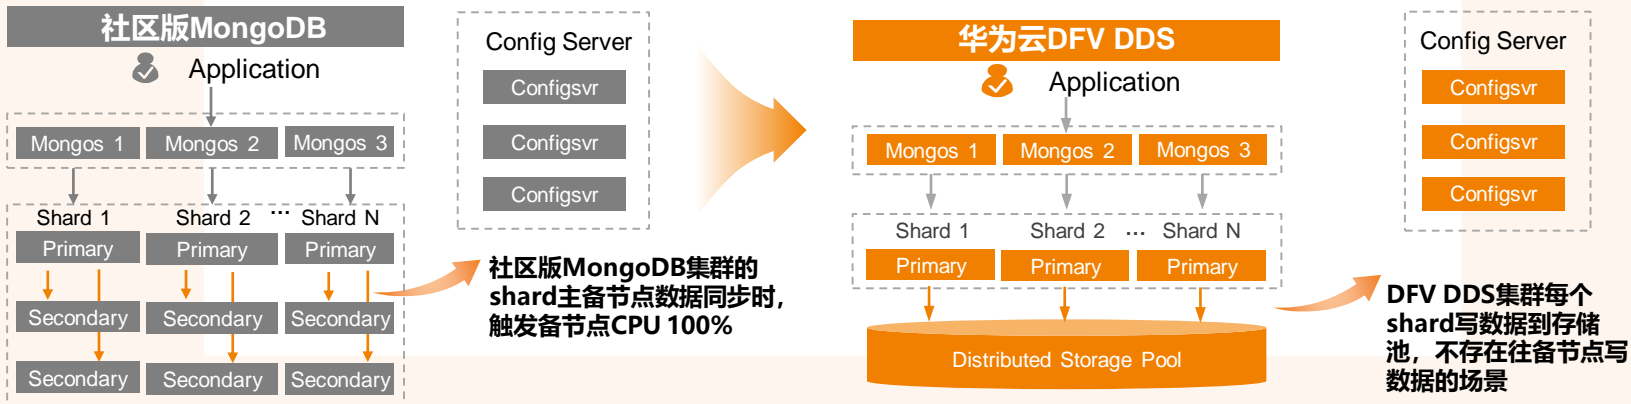 社区版MongoDB
Application
Mongos 1
Mongos 2
Mongos 3
Shard 1
Shard 2
...
Shard N
Primary
Primary
Primary
Secondary
Secondary
Secondary
Secondary
Secondary
Secondary
Config Server
Configsvr
Configsvr
Configsvr
社区版MongoDB集群的
shard主备节点数据同步时，
触发备节点CPU 100%
华为云DFV DDS
Application
Mongos 1
Mongos 2
Mongos 3
Shard 1
Shard 2
...
Shard N
Primary
Primary
Primary
Distributed Storage Pool
Config Server
Configsvr
Configsvr
Configsvr
DFV DDS集群每个
shard写数据到存储
池，不存在往备节点写
数据的场景